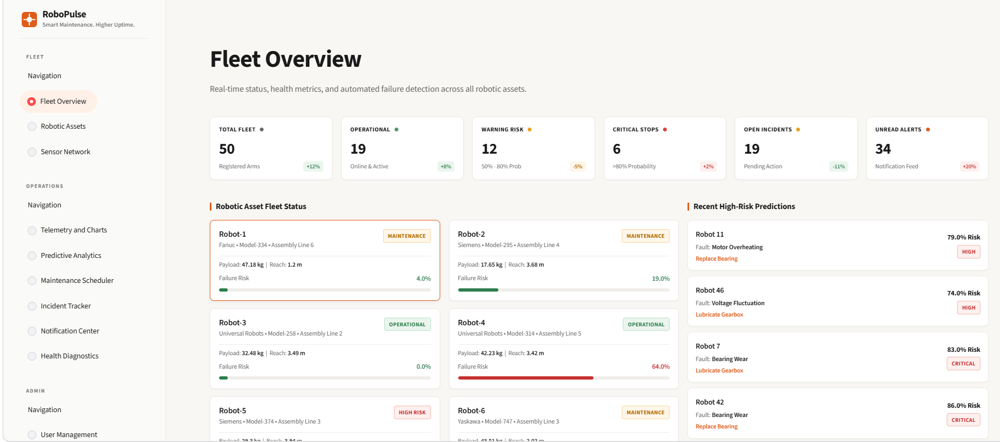 RoboPulse
Smart Maintenance. Higher Uptime.
FLEET
Navigation
Fleet Overview
Robotic Assets
Sensor Network
OPERATIONS
Navigation
Telemetry and Charts
Predictive Analytics
Maintenance Scheduler
Incident Tracker
Notification Center
Health Diagnostics
ADMIN
Navigation
User Management
Fleet Overview
Real-time status, health metrics, and automated failure detection across all robotic assets.
TOTAL FLEET
50
Registered Arms +12%
OPERATIONAL
19
Online & Active +8%
WARNING RISK
12
50% - 80% Prob -5%
CRITICAL STOPS
6
>80% Probability +2%
OPEN INCIDENTS
19
Pending Action -11%
UNREAD ALERTS
34
Notification Feed +20%
Robotic Asset Fleet Status
Robot-1 MAINTENANCE
Fanuc • Model-334 • Assembly Line 6
Payload: 47.18 kg | Reach: 1.2 m
Failure Risk 4.0%
Robot-2 MAINTENANCE
Siemens • Model-295 • Assembly Line 4
Payload: 17.65 kg | Reach: 3.68 m
Failure Risk 19.0%
Robot-3 OPERATIONAL
Universal Robots • Model-258 • Assembly Line 2
Payload: 32.48 kg | Reach: 3.49 m
Failure Risk 0.0%
Robot-4 OPERATIONAL
Universal Robots • Model-314 • Assembly Line 5
Payload: 42.23 kg | Reach: 3.42 m
Failure Risk 64.0%
Robot-5 HIGH RISK
Siemens • Model-374 • Assembly Line 3
Payload: kg | Reach: m
Robot-6 MAINTENANCE
Yaskawa • Model-747 • Assembly Line 3
Payload: kg | Reach: m
Recent High-Risk Predictions
Robot 11
79.0% Risk
Fault: Motor Overheating
HIGH
Replace Bearing
Robot 46
74.0% Risk
Fault: Voltage Fluctuation
HIGH
Lubricate Gearbox
Robot 7
83.0% Risk
Fault: Bearing Wear
CRITICAL
Lubricate Gearbox
Robot 42
86.0% Risk
Fault: Bearing Wear
CRITICAL
Replace Bearing